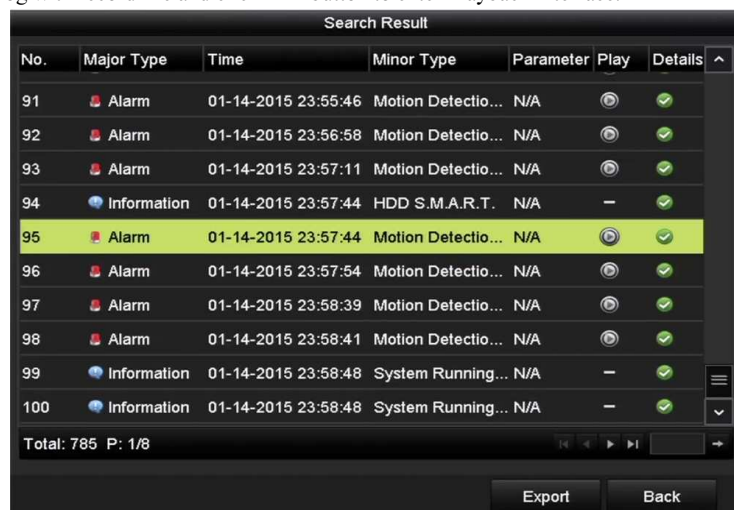 Search Result
No. Major Type Time Minor Type Parameter Play Details
91 Alarm 01-14-2015 23:55:46 Motion Detectio... N/A
92 Alarm 01-14-2015 23:56:58 Motion Detectio... N/A
93 Alarm 01-14-2015 23:57:11 Motion Detectio... N/A
94 Information 01-14-2015 23:57:44 HDD S.M.A.R.T. N/A –
95 Alarm 01-14-2015 23:57:44 Motion Detectio... N/A
96 Alarm 01-14-2015 23:57:54 Motion Detectio... N/A
97 Alarm 01-14-2015 23:58:39 Motion Detectio... N/A
98 Alarm 01-14-2015 23:58:41 Motion Detectio... N/A
99 Information 01-14-2015 23:58:48 System Running... N/A –
100 Information 01-14-2015 23:58:48 System Running... N/A –
Total: 785 P: 1/8
Export Back